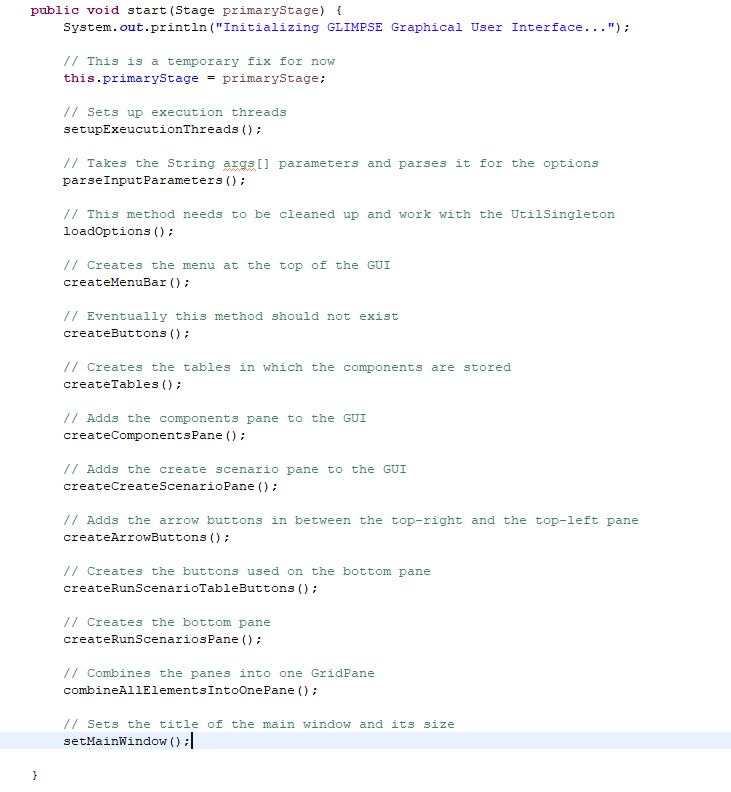 public void start(Stage primaryStage) {
System.out.println("Initializing GLIMPSE Graphical User Interface...");
// This is a temporary fix for now
this.primaryStage = primaryStage;
// Sets up execution threads
setupExeucutionThreads();
// Takes the String args[] parameters and parses it for the options
parseInputParameters();
// This method needs to be cleaned up and work with the UtilSingleton
loadOptions();
// Creates the menu at the top of the GUI
createMenuBar();
// Eventually this method should not exist
createButtons();
// Creates the tables in which the components are stored
createTables();
// Adds the components pane to the GUI
createComponentsPane();
// Adds the create scenario pane to the GUI
createCreateScenarioPane();
// Adds the arrow buttons in between the top-right and the top-left pane
createArrowButtons();
// Creates the buttons used on the bottom pane
createRunScenarioTableButtons();
// Creates the bottom pane
createRunScenariosPane();
// Combines the panes into one GridPane
combineAllElementsIntoOnePane();
// Sets the title of the main window and its size
setMainWindow();
}